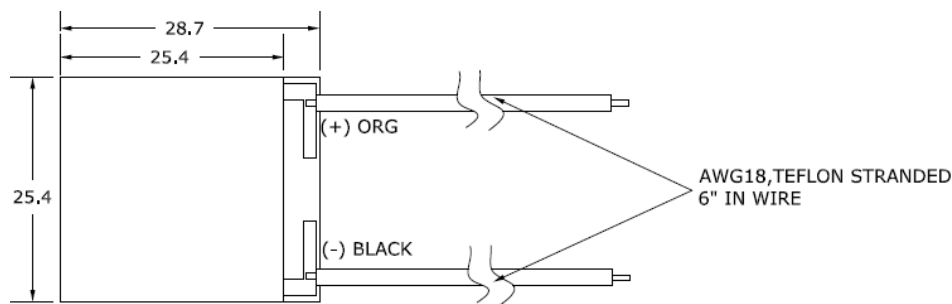 28.7
25.4
(+) ORG
25.4
AWG18,TEFLON STRANDED
6" IN WIRE
(-) BLACK